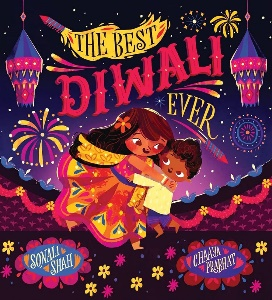 THE BEST
DIWALI
EVER
SONALI
SHAH
CHAAYA
PRABHAT